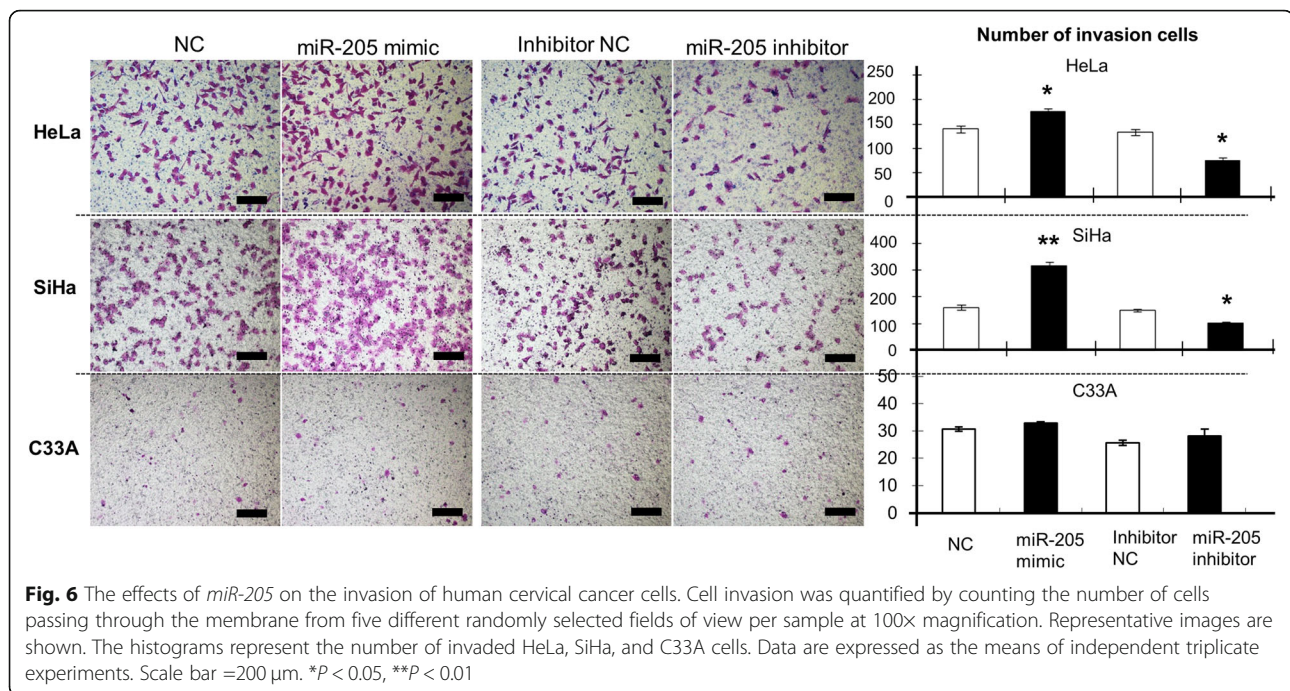 NC miR-205 mimic Inhibitor NC miR-205 inhibitor
HeLa
SiHa
C33A
Number of invasion cells
HeLa
250
200
150
100
50
0
*
*
SiHa
400
300
200
100
0
**
*
C33A
50
40
30
20
10
0
NC miR-205 mimic Inhibitor NC miR-205 inhibitor
Fig. 6 The effects of miR-205 on the invasion of human cervical cancer cells. Cell invasion was quantified by counting the number of cells
passing through the membrane from five different randomly selected fields of view per sample at 100× magnification. Representative images are
shown. The histograms represent the number of invaded HeLa, SiHa, and C33A cells. Data are expressed as the means of independent triplicate
experiments. Scale bar =200 μm. *P < 0.05, **P < 0.01